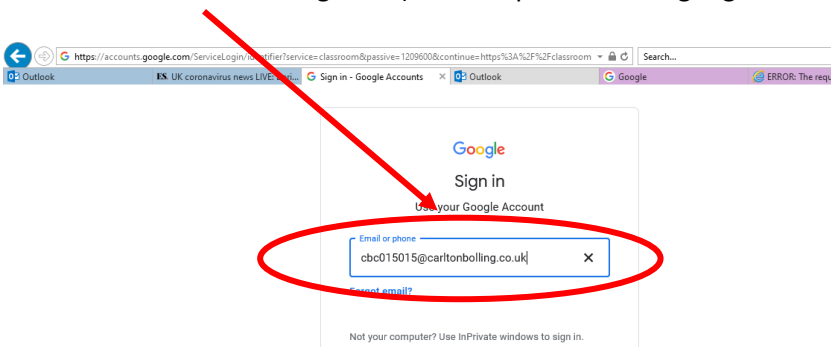 https://accounts.google.com/ServiceLogin/identifier?service=classroom&passive=1209600&continue=https%3A%2F%2Fclassroom Search...
Outlook ES. UK coronavirus news LIVE: Sign in - Google Accounts Outlook Google ERROR: The requ
Google
Sign in
Use your Google Account
Email or phone
cbc015015@carltonbolling.co.uk
Forgot email?
Not your computer? Use InPrivate windows to sign in.